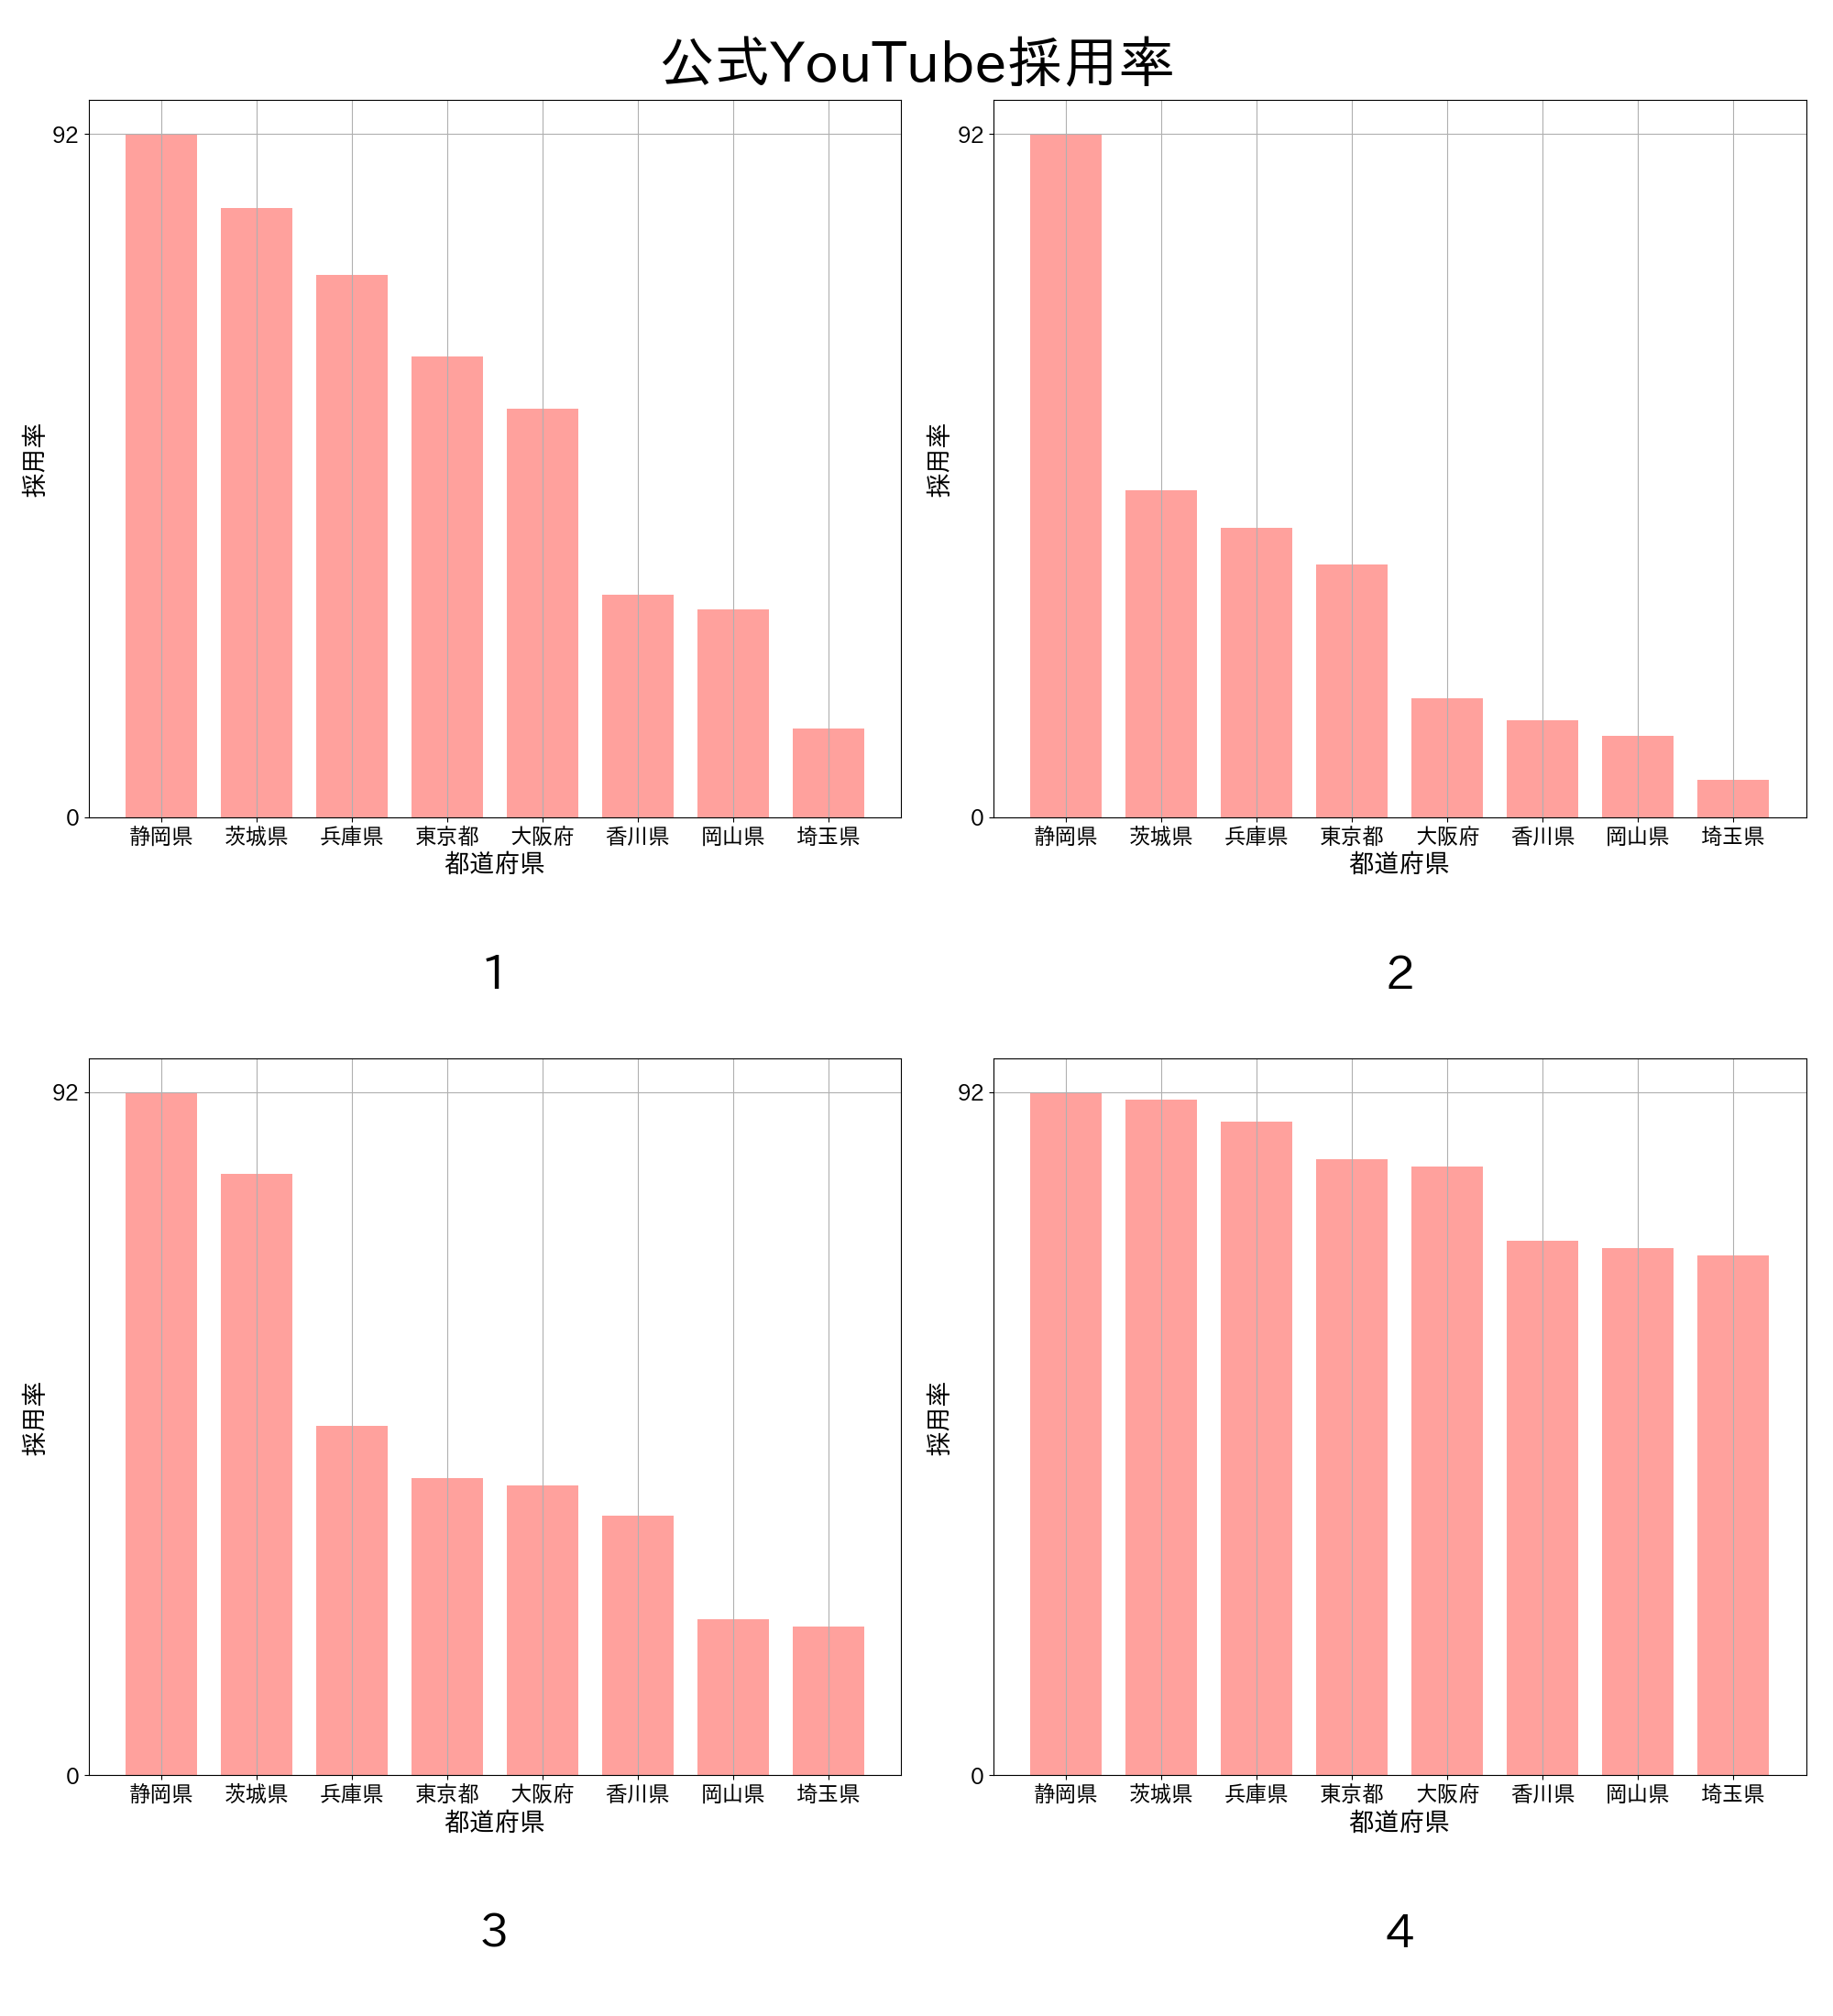 公式YouTube採用率
92
0
採用率
静岡県 茨城県 兵庫県 東京都 大阪府 香川県 岡山県 埼玉県
都道府県
1
92
0
採用率
静岡県 茨城県 兵庫県 東京都 大阪府 香川県 岡山県 埼玉県
都道府県
2
92
0
採用率
静岡県 茨城県 兵庫県 東京都 大阪府 香川県 岡山県 埼玉県
都道府県
3
92
0
採用率
静岡県 茨城県 兵庫県 東京都 大阪府 香川県 岡山県 埼玉県
都道府県
4